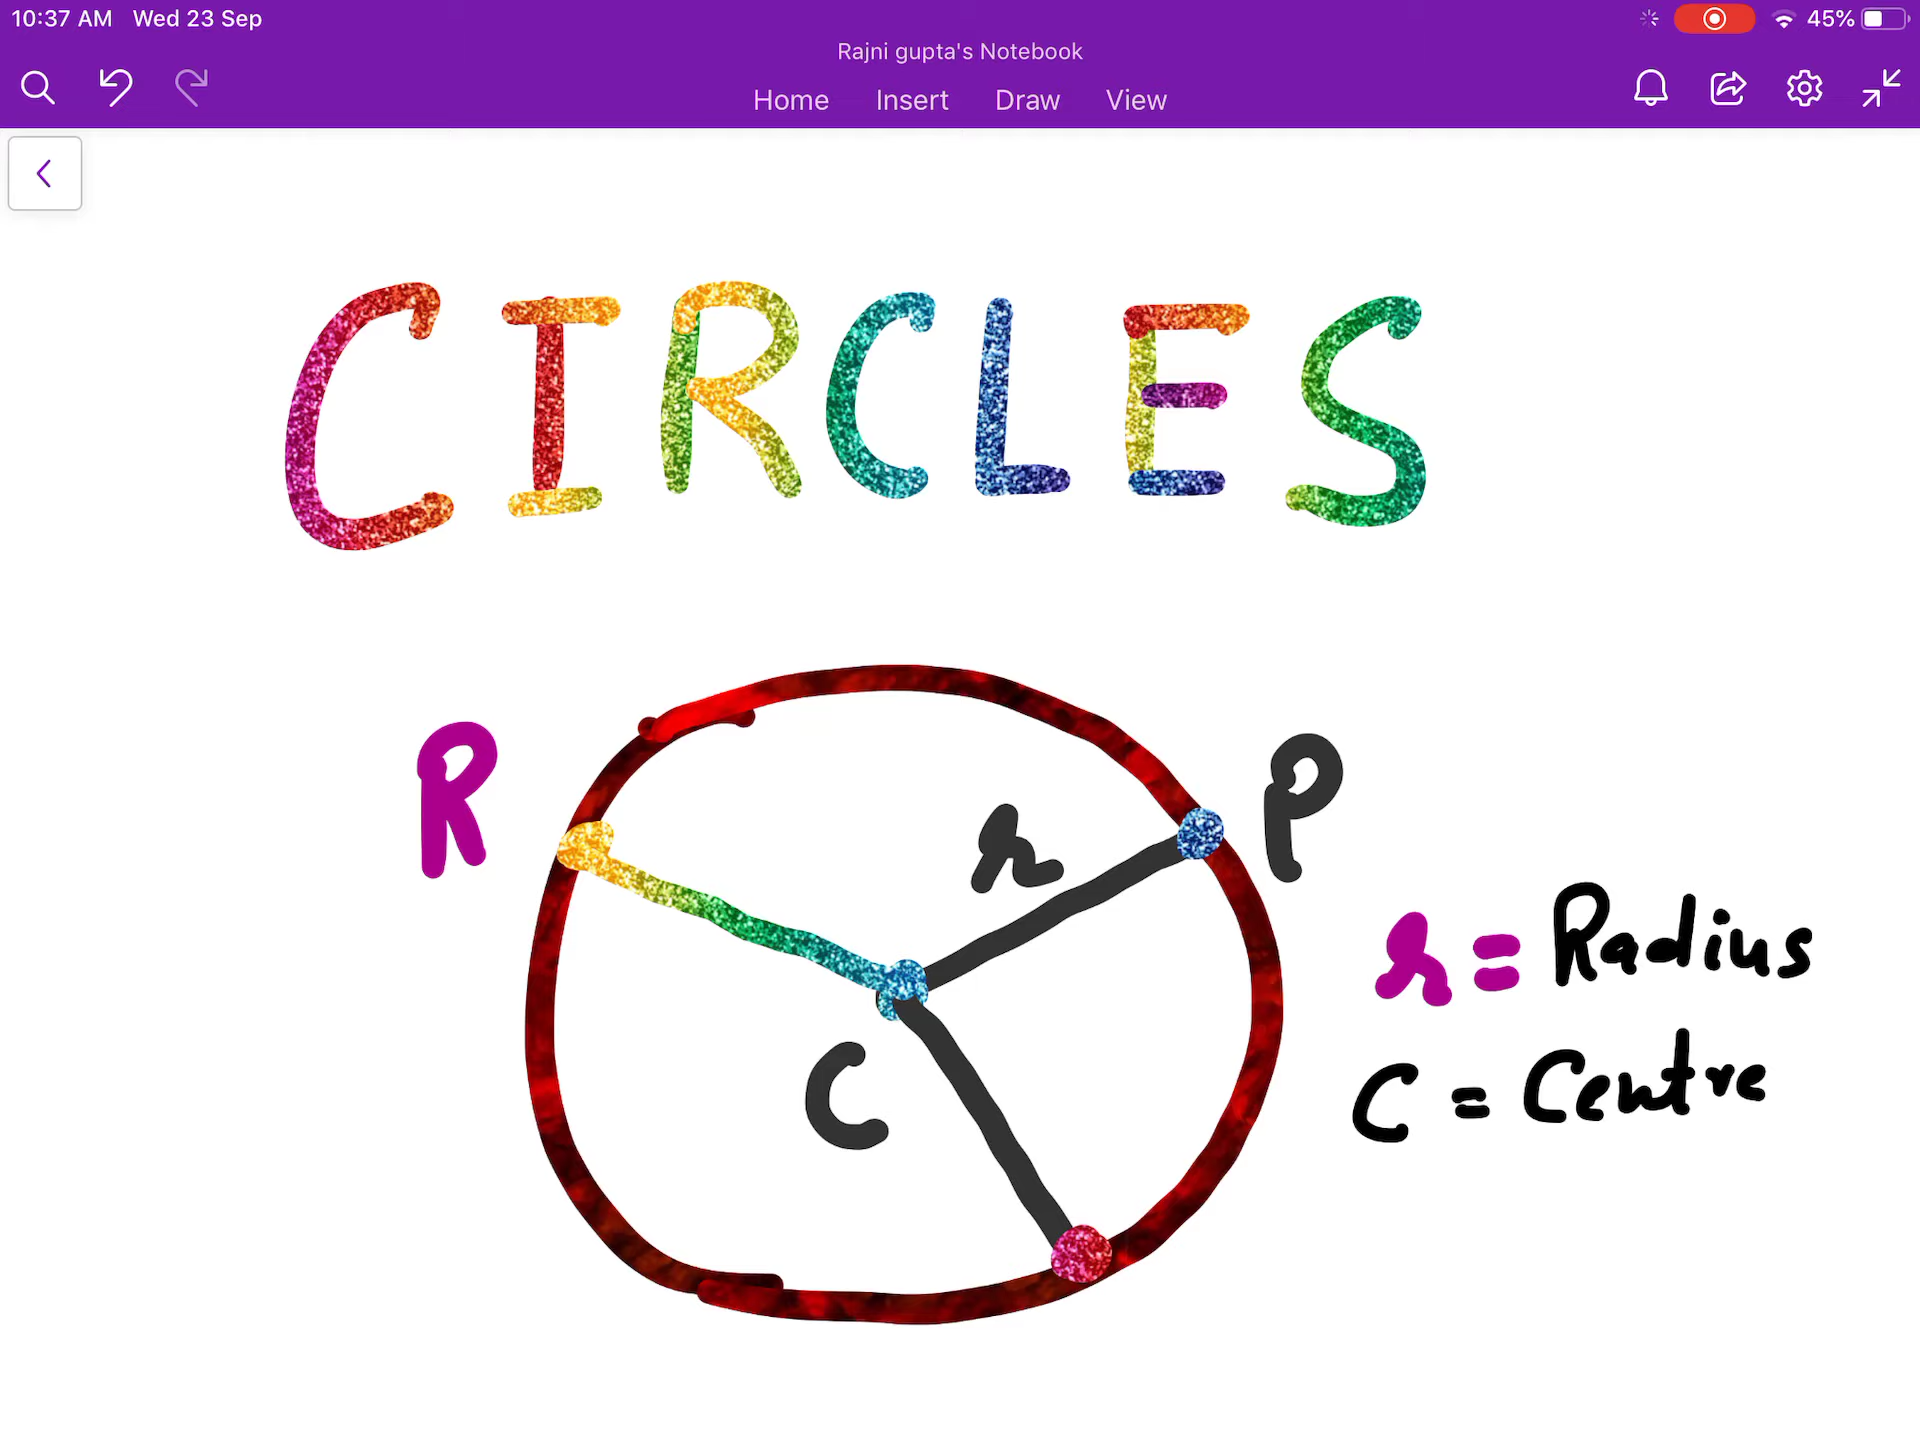 10:37 AM Wed 23 Sep
45%
Rajni gupta's Notebook
Home Insert Draw View
CIRCLES
R
r
P
C
r = Radius
C = Centre